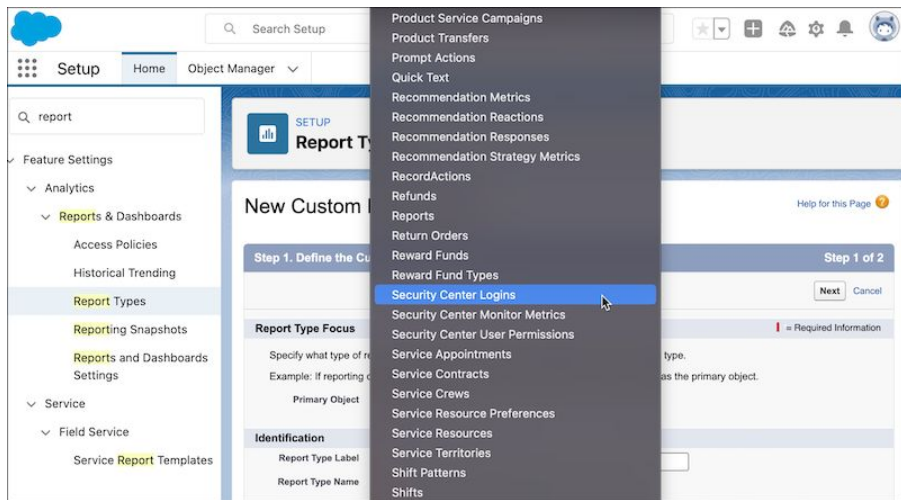 Search Setup
Setup
Home
Object Manager
report
Feature Settings
Analytics
Reports & Dashboards
Access Policies
Historical Trending
Report Types
Reporting Snapshots
Reports and Dashboards
Settings
Service
Field Service
Service Report Templates
SETUP
Report T
New Custom
Help for this Page
Step 1. Define the Cu
Step 1 of 2
Next
Cancel
Report Type Focus
= Required Information
Specify what type of re
type.
Example: If reporting
as the primary object.
Primary Object
Identification
Report Type Label
Report Type Name
Product Service Campaigns
Product Transfers
Prompt Actions
Quick Text
Recommendation Metrics
Recommendation Reactions
Recommendation Responses
Recommendation Strategy Metrics
RecordActions
Refunds
Reports
Return Orders
Reward Funds
Reward Fund Types
Security Center Logins
Security Center Monitor Metrics
Security Center User Permissions
Service Appointments
Service Contracts
Service Crews
Service Resource Preferences
Service Resources
Service Territories
Shift Patterns
Shifts